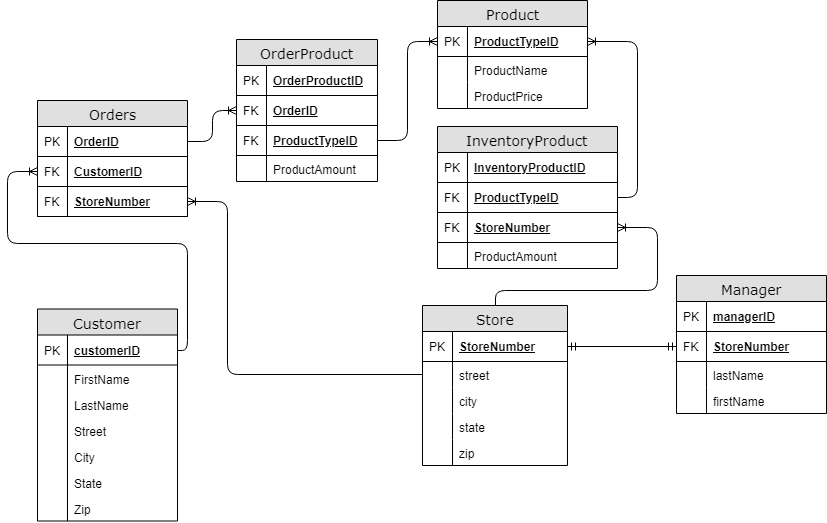 Product
PK ProductTypeID
ProductName
ProductPrice
OrderProduct
PK OrderProductID
FK OrderID
FK ProductTypeID
ProductAmount
Orders
PK OrderID
FK CustomerID
FK StoreNumber
InventoryProduct
PK InventoryProductID
FK ProductTypeID
FK StoreNumber
ProductAmount
Customer
PK customerID
FirstName
LastName
Street
City
State
Zip
Store
PK StoreNumber
street
city
state
zip
Manager
PK managerID
FK StoreNumber
lastName
firstName